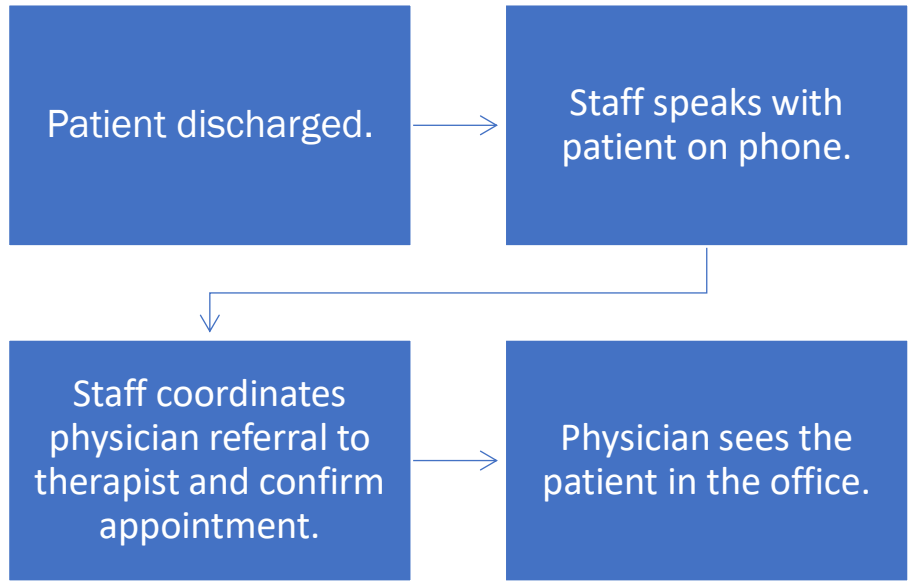 Patient discharged.
Staff speaks with
patient on phone.
Staff coordinates
physician referral to
therapist and confirm
appointment.
Physician sees the
patient in the office.